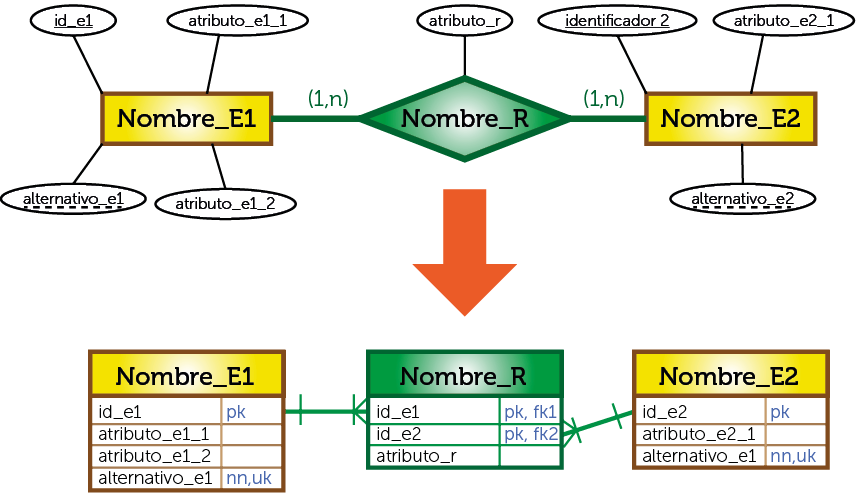 id_e1
atributo_e1_1
atributo_r
identificador 2
atributo_e2_1
Nombre_E1
(1,n)
Nombre_R
(1,n)
Nombre_E2
alternativo_e1
atributo_e1_2
alternativo_e2
Nombre_E1
id_e1 pk
atributo_e1_1
atributo_e1_2
alternativo_e1 nn,uk
Nombre_R
id_e1 pk, fk1
id_e2 pk, fk2
atributo_r
Nombre_E2
id_e2 pk
atributo_e2_1
alternativo_e1 nn,uk